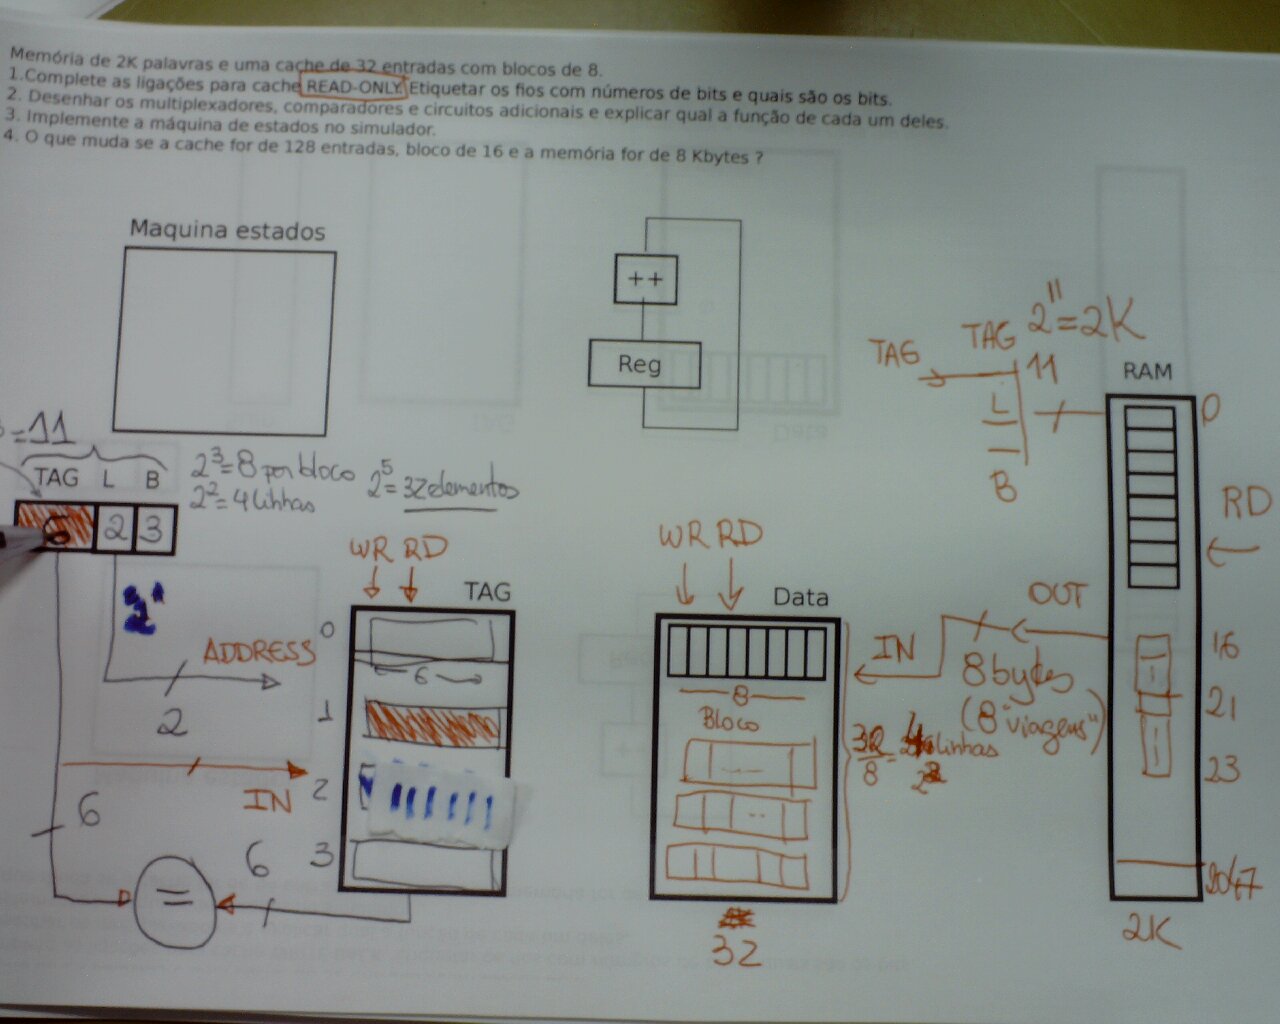 Memória de 2K palavras e uma cache de 32 entradas com blocos de 8.
1.Complete as ligações para cache READ-ONLY. Etiquetar os fios com números de bits e quais são os bits.
2. Desenhar os multiplexadores, comparadores e circuitos adicionais e explicar qual a função de cada um deles.
3. Implemente a máquina de estados no simulador.
4. O que muda se a cache for de 128 entradas, bloco de 16 e a memória for de 8 Kbytes ?
Maquina estados
++
Reg
TAG
TAG 2^11=2K
11
L
B
RAM
0
RD
=11
TAG L B
2^3=8 por bloco
2^2=4 linhas
2^5=32 elementos
2 3
WR RD
TAG
0
6
1
2
3
ADDRESS
2
IN
6
6
=
WR RD
Data
8
Bloco
32
IN
OUT
8 bytes
(8 "viagens")
32/8 = linhas
16
21
23
2047
2K